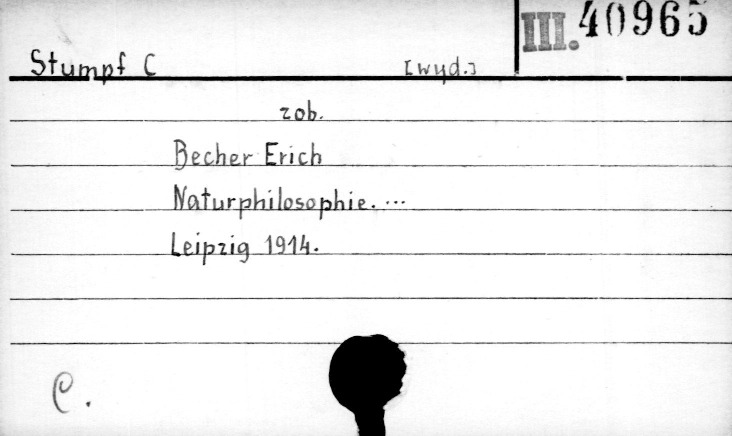 III. 40965
Stumpf C [wyd.]
zob.
Becher Erich
Naturphilosophie. ...
Leipzig 1914.
C.